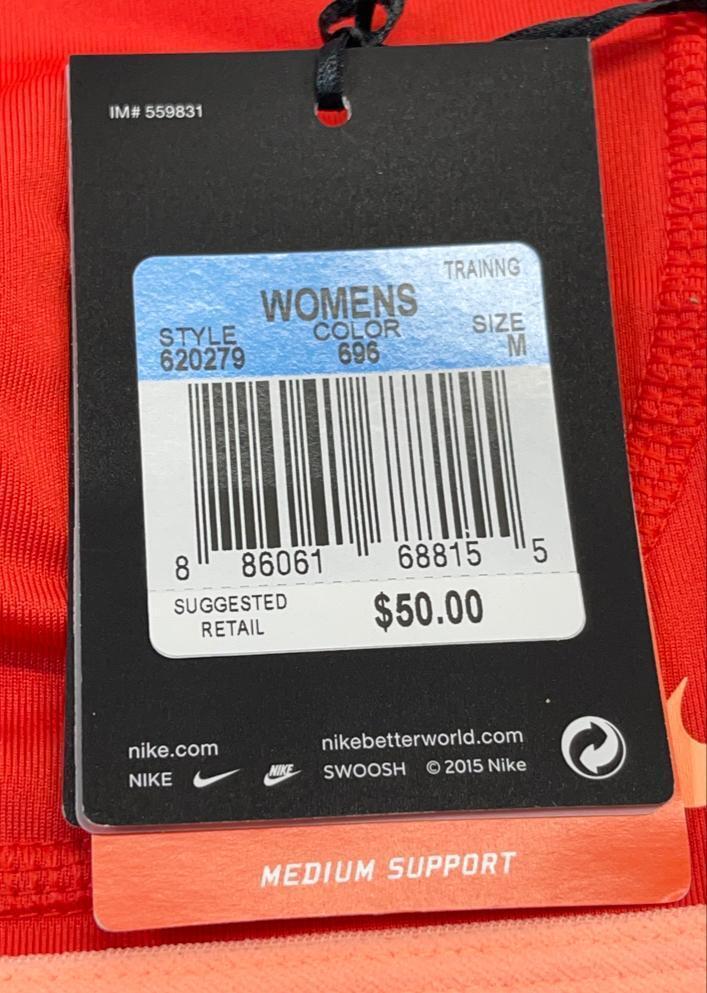 IM# 559831
TRAINNG
WOMENS
STYLE COLOR SIZE
620279 696 M
8 86061 68815 5
SUGGESTED RETAIL $50.00
nike.com nikebetterworld.com
NIKE NIKE SWOOSH © 2015 Nike
MEDIUM SUPPORT